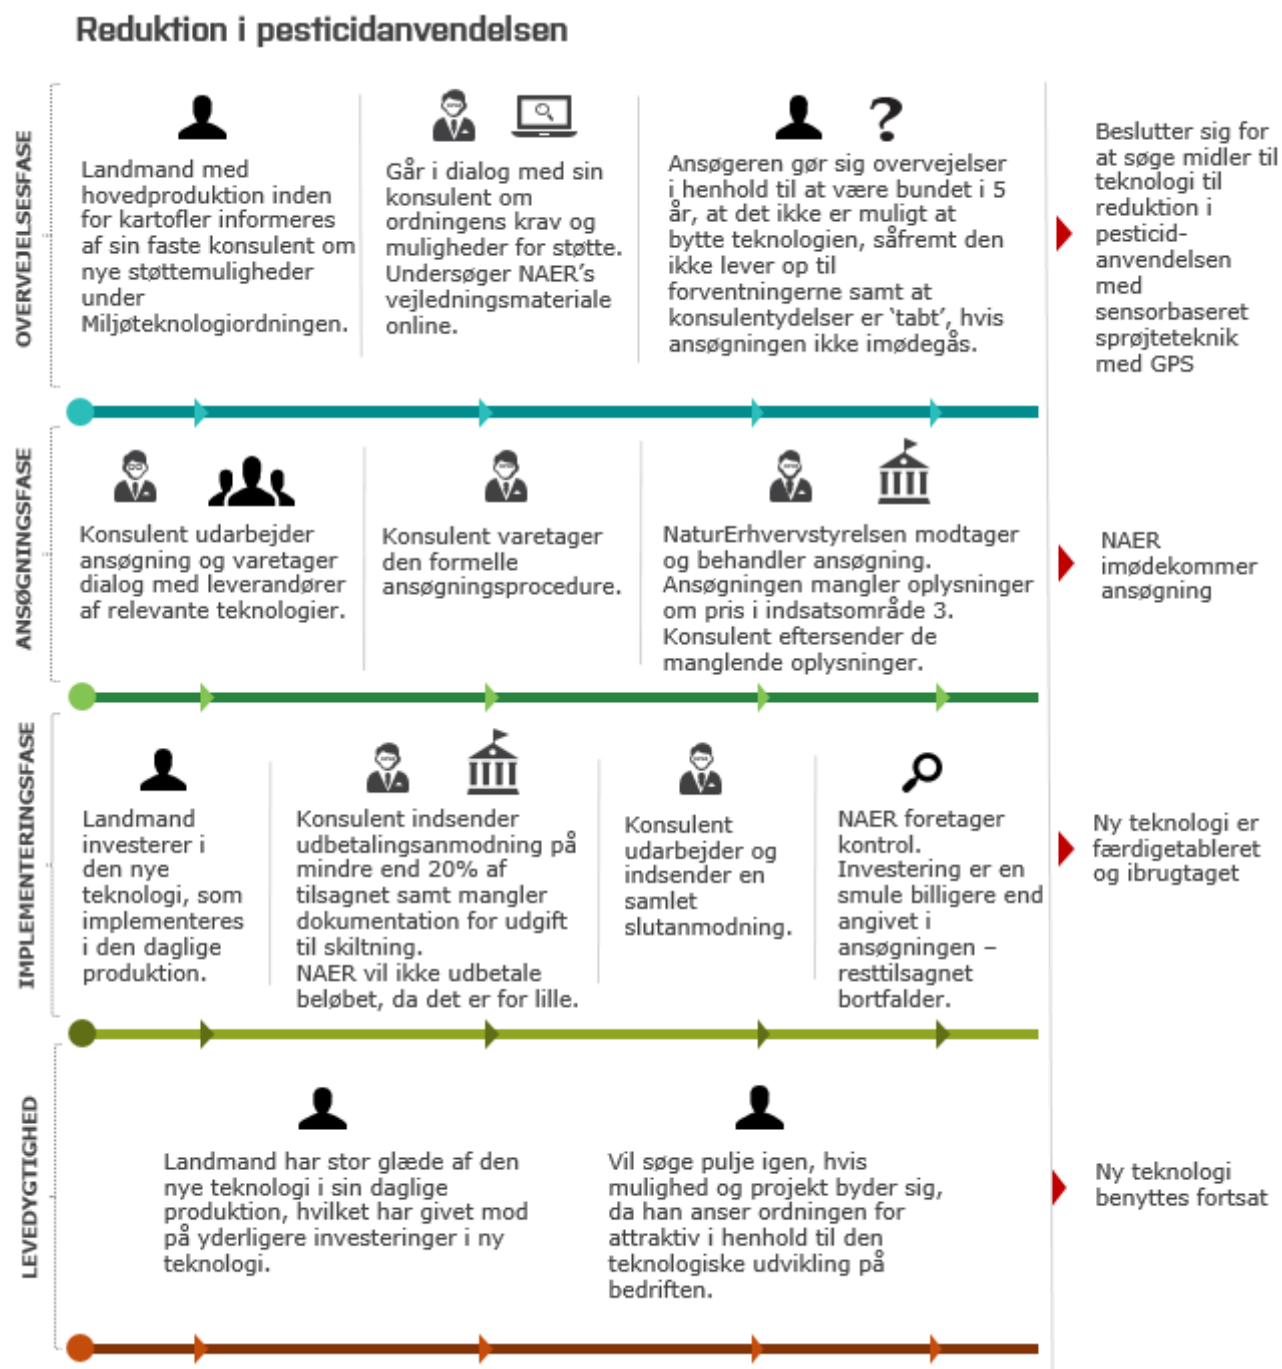 Reduktion i pesticidanvendelsen
OVERVEJELSESFASE
Landmand med
hovedproduktion inden
for kartofler informeres
af sin faste konsulent om
nye støttemuligheder
under
Miljøteknologiordningen.
Går i dialog med sin
konsulent om
ordningens krav og
muligheder for støtte.
Undersøger NAER’s
vejledningsmateriale
online.
?
Ansøgeren gør sig overvejelser
i henhold til at være bundet i 5
år, at det ikke er muligt at
bytte teknologien, såfremt den
ikke lever op til
forventningerne samt at
konsulentydelser er ‘tabt’, hvis
ansøgningen ikke imødegås.
Beslutter sig for
at søge midler til
teknologi til
reduktion i
pesticid-
anvendelsen
med
sensorbaseret
sprøjteteknik
med GPS
ANSØGNINGSFASE
Konsulent udarbejder
ansøgning og varetager
dialog med leverandører
af relevante teknologier.
Konsulent varetager
den formelle
ansøgningsprocedure.
NaturErhvervstyrelsen modtager
og behandler ansøgning.
Ansøgningen mangler oplysninger
om pris i indsatsområde 3.
Konsulent eftersender de
manglende oplysninger.
NAER
imødekommer
ansøgning
IMPLEMENTERINGSFASE
Landmand
investerer i
den nye
teknologi, som
implementeres
i den daglige
produktion.
Konsulent indsender
udbetalingsanmodning på
mindre end 20% af
tilsagnet samt mangler
dokumentation for udgift
til skiltning.
NAER vil ikke udbetale
beløbet, da det er for lille.
Konsulent
udarbejder og
indsender en
samlet
slutanmodning.
NAER foretager
kontrol.
Investering er en
smule billigere end
angivet i
ansøgningen –
resttilsagnet
bortfalder.
Ny teknologi er
færdigetableret
og ibrugtaget
LEVEDYGTIGHED
Landmand har stor glæde af den
nye teknologi i sin daglige
produktion, hvilket har givet mod
på yderligere investeringer i ny
teknologi.
Vil søge pulje igen, hvis
mulighed og projekt byder sig,
da han anser ordningen for
attraktiv i henhold til den
teknologiske udvikling på
bedriften.
Ny teknologi
benyttes fortsat